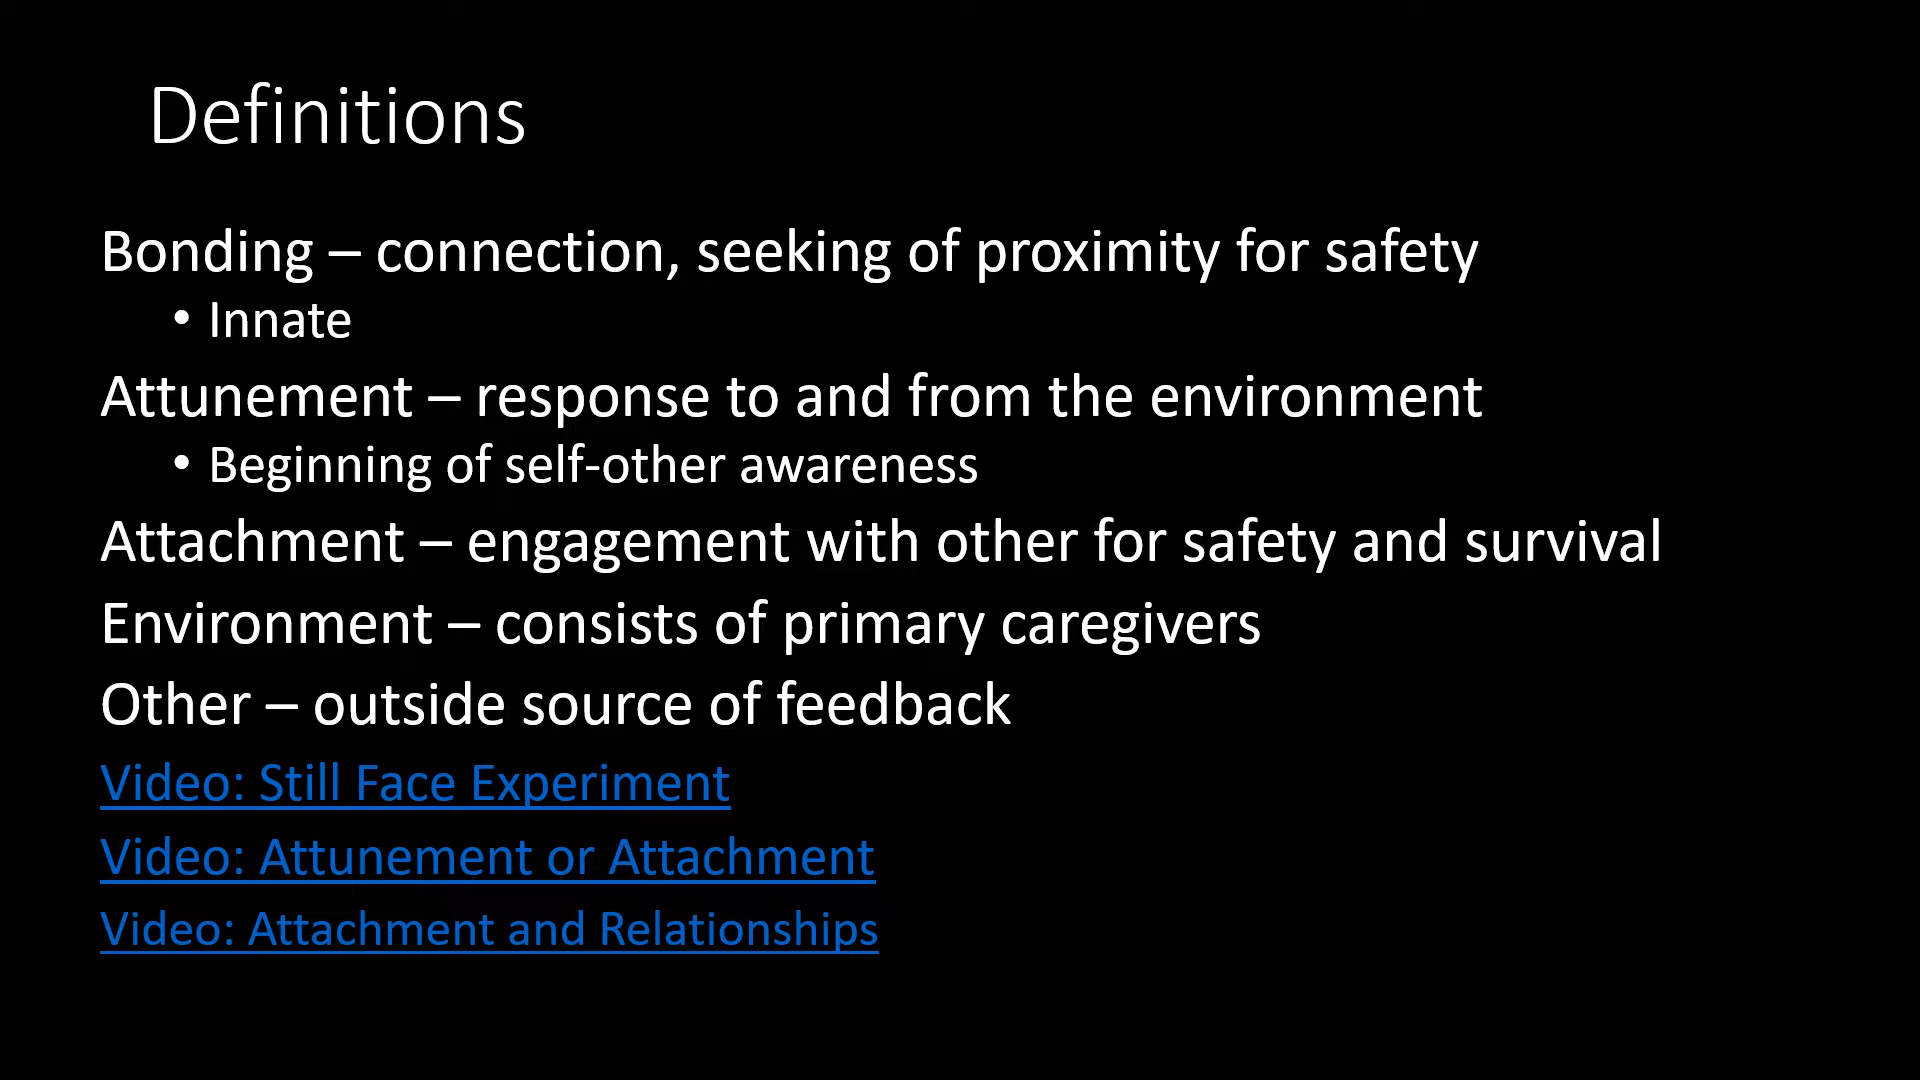 Definitions
Bonding – connection, seeking of proximity for safety
• Innate
Attunement – response to and from the environment
• Beginning of self-other awareness
Attachment – engagement with other for safety and survival
Environment – consists of primary caregivers
Other – outside source of feedback
Video: Still Face Experiment
Video: Attunement or Attachment
Video: Attachment and Relationships